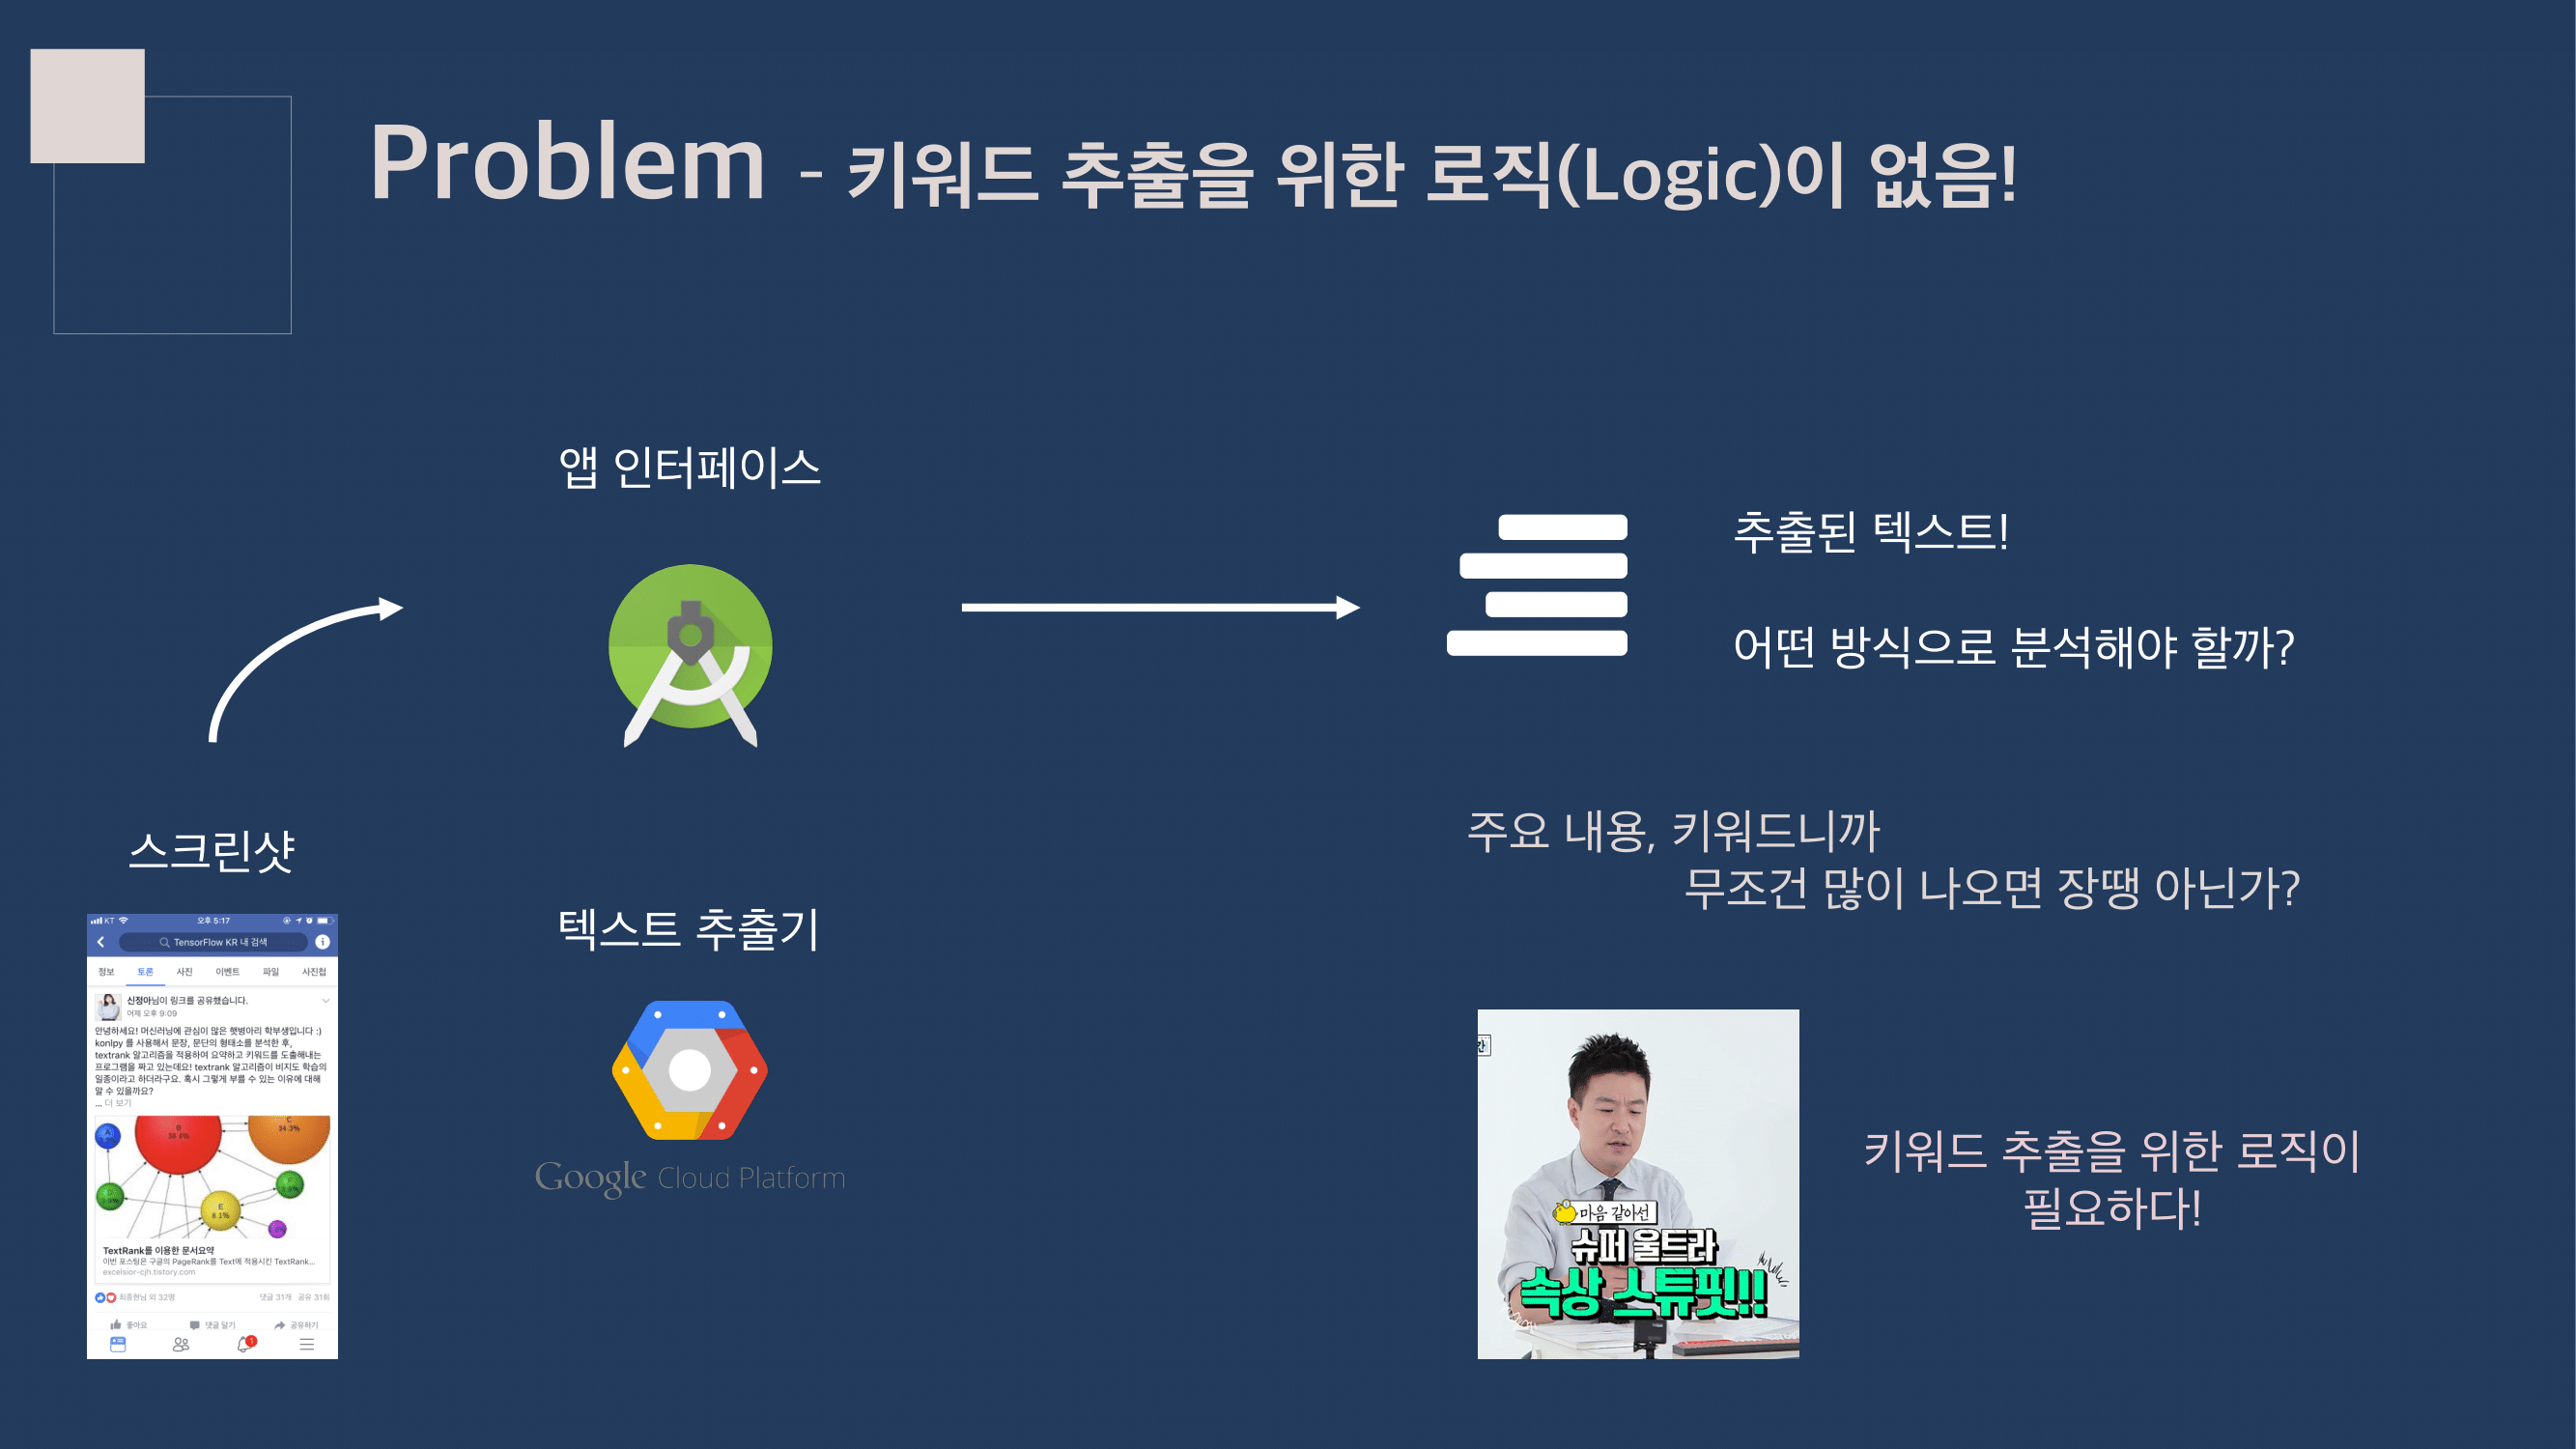 Problem - 키워드 추출을 위한 로직(Logic)이 없음!
앱 인터페이스
추출된 텍스트!
어떤 방식으로 분석해야 할까?
스크린샷
텍스트 추출기
Google Cloud Platform
주요 내용, 키워드니까
무조건 많이 나오면 장땡 아닌가?
키워드 추출을 위한 로직이
필요하다!
마음 같아선
슈퍼 울트라
속상 스튜핏!!
KT 오후 5:17
TensorFlow KR 내 검색
정보 토론 사진 이벤트 파일 사진첩
신정아님이 링크를 공유했습니다.
어제 오후 9:09
안녕하세요! 머신러닝에 관심이 많은 햇병아리 학부생입니다 :)
konlpy 를 사용해서 문장, 문단의 형태소를 분석한 후,
textrank 알고리즘을 적용하여 요약하고 키워드를 도출해내는
프로그램을 짜고 있는데요! textrank 알고리즘이 비지도 학습의
일종이라고 하더라구요. 혹시 그렇게 부를 수 있는 이유에 대해
알 수 있을까요?
... 더 보기
B
38.4%
C
34.3%
E
8.1%
TextRank를 이용한 문서요약
이번 포스팅은 구글의 PageRank를 Text에 적용시킨 TextRank...
excelsior-cjh.tistory.com
외 32명 댓글 31개 공유 31회
좋아요 댓글 달기 공유하기
1